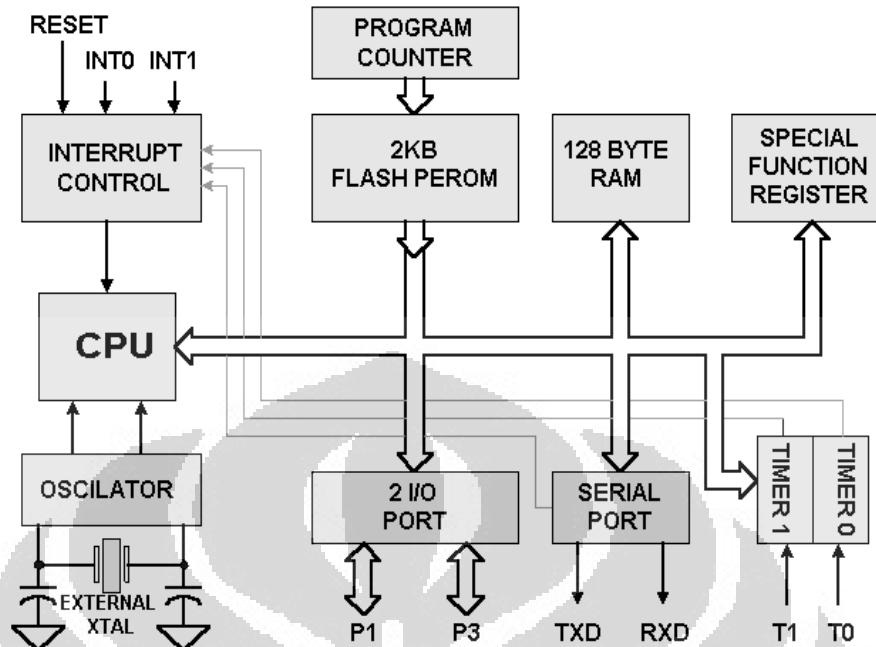 RESET
INT0 INT1
PROGRAM
COUNTER
INTERRUPT
CONTROL
2KB
FLASH PEROM
128 BYTE
RAM
SPECIAL
FUNCTION
REGISTER
CPU
OSCILATOR
2 I/O
PORT
SERIAL
PORT
TIMER 1
TIMER 0
EXTERNAL
XTAL
P1 P3 TXD RXD T1 T0